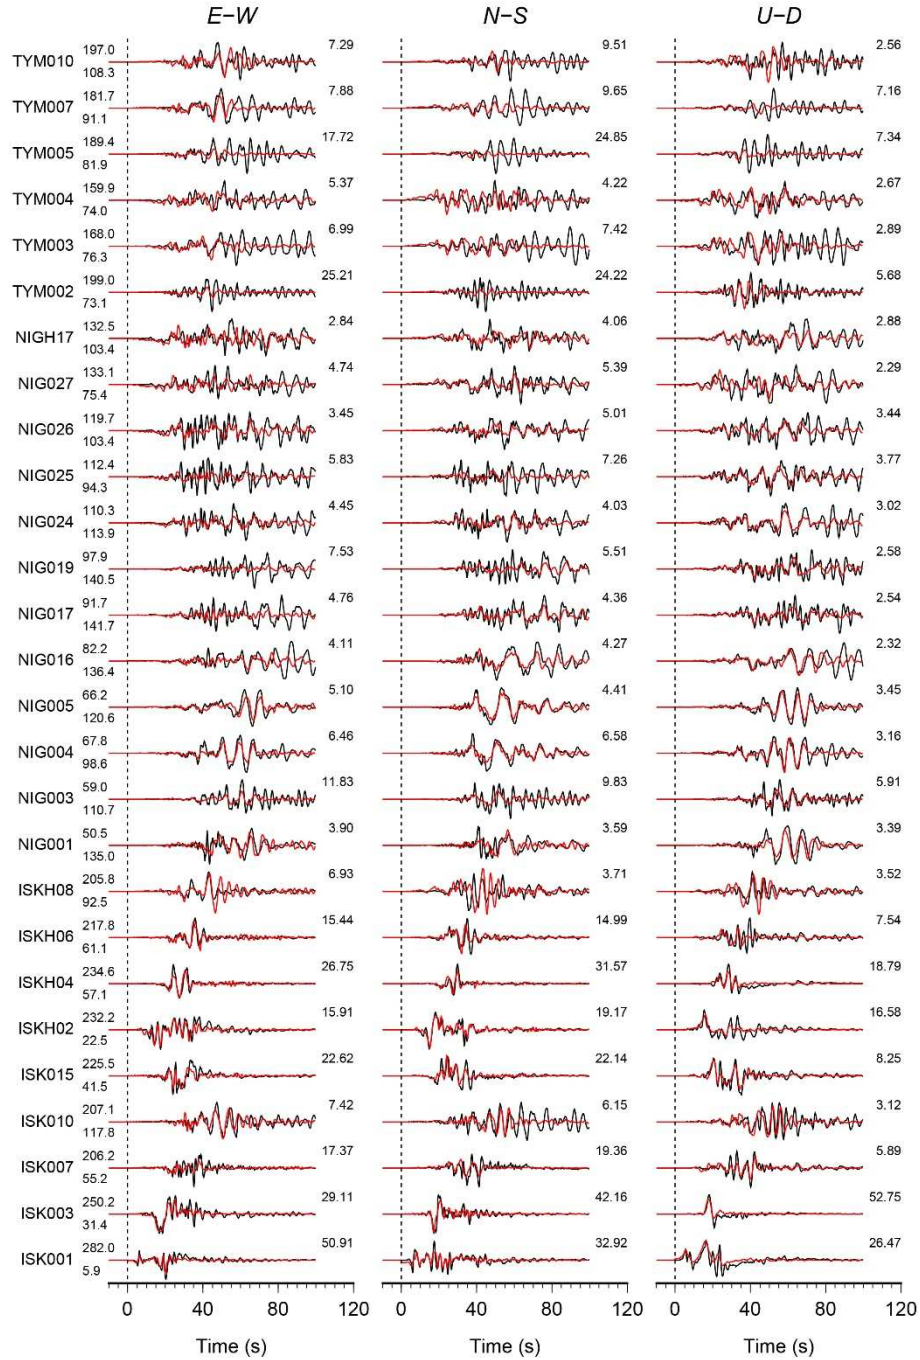 E−W N−S U−D
TYM010 197.0 108.3 7.29 9.51 2.56
TYM007 181.7 91.1 7.88 9.65 7.16
TYM005 189.4 81.9 17.72 24.85 7.34
TYM004 159.9 74.0 5.37 4.22 2.67
TYM003 168.0 76.3 6.99 7.42 2.89
TYM002 199.0 73.1 25.21 24.22 5.68
NIGH17 132.5 103.4 2.84 4.06 2.88
NIG027 133.1 75.4 4.74 5.39 2.29
NIG026 119.7 103.4 3.45 5.01 3.44
NIG025 112.4 94.3 5.83 7.26 3.77
NIG024 110.3 113.9 4.45 4.03 3.02
NIG019 97.9 140.5 7.53 5.51 2.58
NIG017 91.7 141.7 4.76 4.36 2.54
NIG016 82.2 136.4 4.11 4.27 2.32
NIG005 66.2 120.6 5.10 4.41 3.45
NIG004 67.8 98.6 6.46 6.58 3.16
NIG003 59.0 110.7 11.83 9.83 5.91
NIG001 50.5 135.0 3.90 3.59 3.39
ISKH08 205.8 92.5 6.93 3.71 3.52
ISKH06 217.8 61.1 15.44 14.99 7.54
ISKH04 234.6 57.1 26.75 31.57 18.79
ISKH02 232.2 22.5 15.91 19.17 16.58
ISK015 225.5 41.5 22.62 22.14 8.25
ISK010 207.1 117.8 7.42 6.15 3.12
ISK007 206.2 55.2 17.37 19.36 5.89
ISK003 250.2 31.4 29.11 42.16 52.75
ISK001 282.0 5.9 50.91 32.92 26.47
0 40 80 120 0 40 80 120 0 40 80 120
Time (s) Time (s) Time (s)